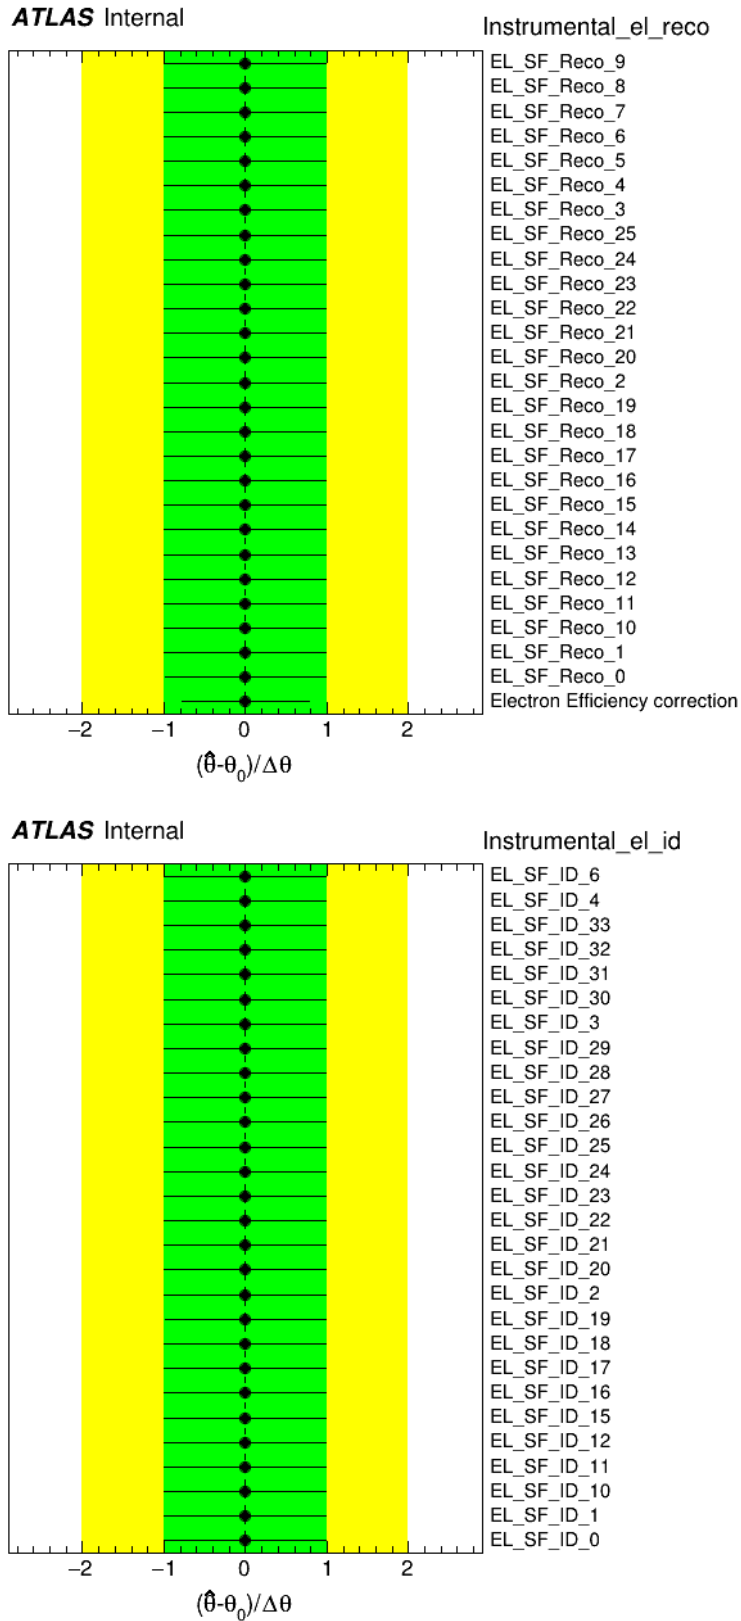 ATLAS Internal
Instrumental_el_reco
EL_SF_Reco_9
EL_SF_Reco_8
EL_SF_Reco_7
EL_SF_Reco_6
EL_SF_Reco_5
EL_SF_Reco_4
EL_SF_Reco_3
EL_SF_Reco_25
EL_SF_Reco_24
EL_SF_Reco_23
EL_SF_Reco_22
EL_SF_Reco_21
EL_SF_Reco_20
EL_SF_Reco_2
EL_SF_Reco_19
EL_SF_Reco_18
EL_SF_Reco_17
EL_SF_Reco_16
EL_SF_Reco_15
EL_SF_Reco_14
EL_SF_Reco_13
EL_SF_Reco_12
EL_SF_Reco_11
EL_SF_Reco_10
EL_SF_Reco_1
EL_SF_Reco_0
Electron Efficiency correction
−2 −1 0 1 2
(θ̂-θ₀)/Δθ
ATLAS Internal
Instrumental_el_id
EL_SF_ID_6
EL_SF_ID_4
EL_SF_ID_33
EL_SF_ID_32
EL_SF_ID_31
EL_SF_ID_30
EL_SF_ID_3
EL_SF_ID_29
EL_SF_ID_28
EL_SF_ID_27
EL_SF_ID_26
EL_SF_ID_25
EL_SF_ID_24
EL_SF_ID_23
EL_SF_ID_22
EL_SF_ID_21
EL_SF_ID_20
EL_SF_ID_2
EL_SF_ID_19
EL_SF_ID_18
EL_SF_ID_17
EL_SF_ID_16
EL_SF_ID_15
EL_SF_ID_12
EL_SF_ID_11
EL_SF_ID_10
EL_SF_ID_1
EL_SF_ID_0
−2 −1 0 1 2
(θ̂-θ₀)/Δθ